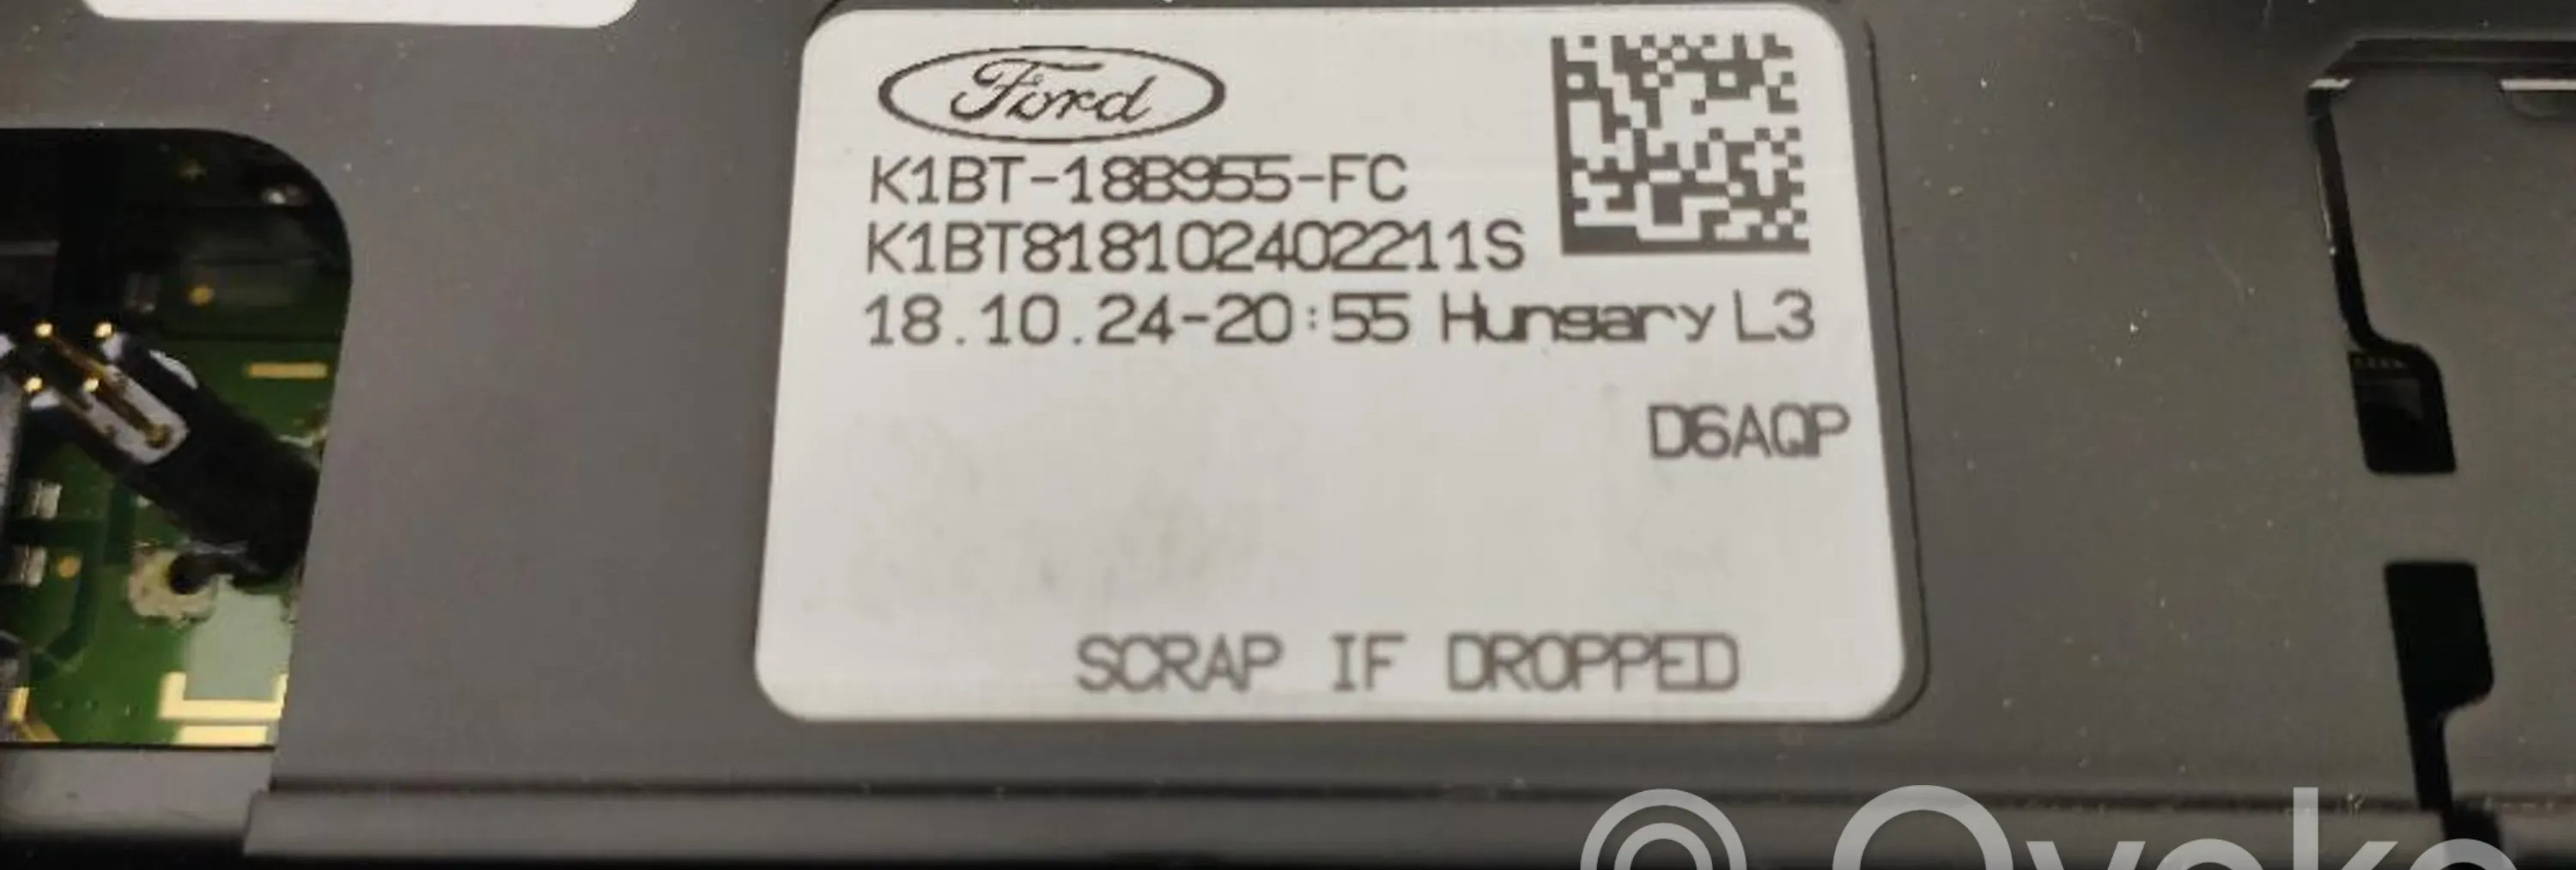 Ford
K1BT-18B955-FC
K1BT818102402211S
18.10.24-20:55 Hungary L3
D6AQP
SCRAP IF DROPPED